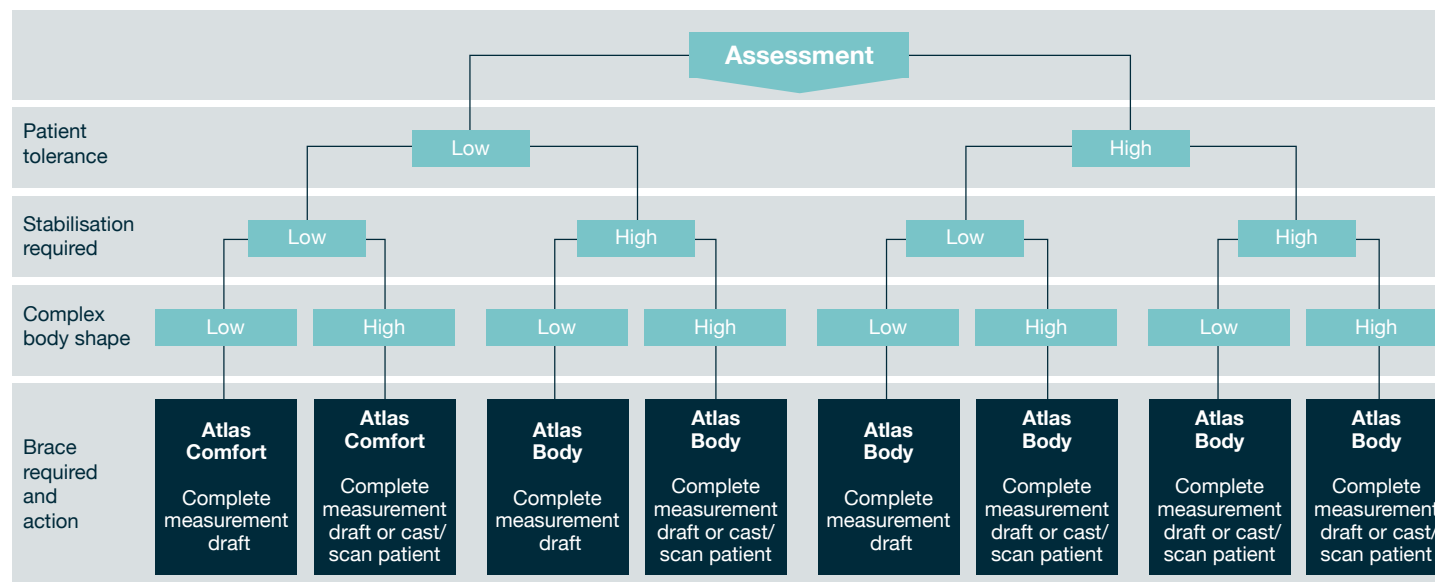 Assessment
Patient
tolerance
Low
High
Stabilisation
required
Low
High
Low
High
Complex
body shape
Low
High
Low
High
Low
High
Low
High
Brace
required
and
action
Atlas
Comfort
Complete
measurement
draft
Atlas
Comfort
Complete
measurement
draft or cast/
scan patient
Atlas
Body
Complete
measurement
draft
Atlas
Body
Complete
measurement
draft or cast/
scan patient
Atlas
Body
Complete
measurement
draft
Atlas
Body
Complete
measurement
draft or cast/
scan patient
Atlas
Body
Complete
measurement
draft or cast/
scan patient
Atlas
Body
Complete
measurement
draft or cast/
scan patient